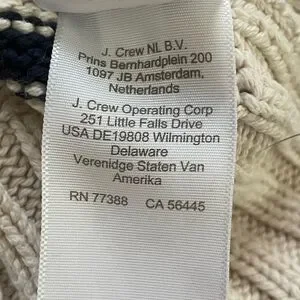 J. Crew NL B.V.
Prins Bernhardplein 200
1097 JB Amsterdam,
Netherlands
J. Crew Operating Corp
251 Little Falls Drive
USA DE19808 Wilmington
Delaware
Verenidge Staten Van
Amerika
RN 77388 CA 56445